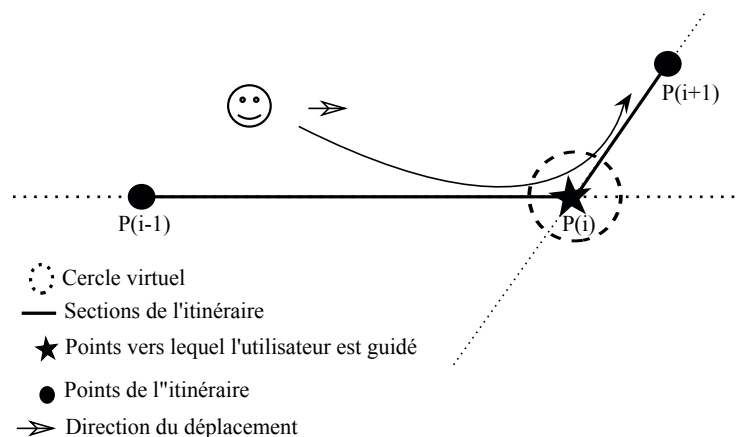 P(i+1)
P(i-1)
P(i)
Cercle virtuel
Sections de l'itinéraire
Points vers lequel l'utilisateur est guidé
Points de l"itinéraire
Direction du déplacement